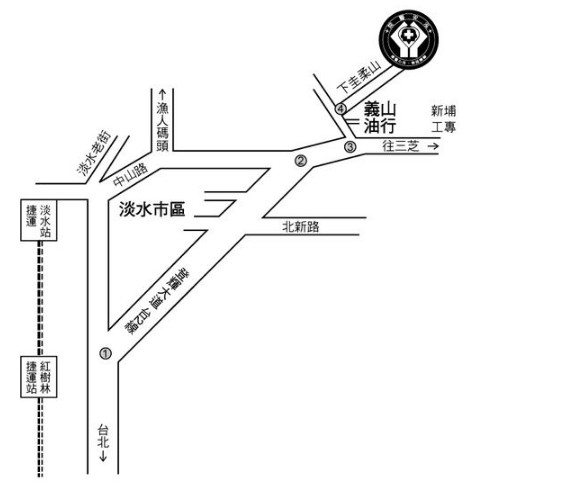 下圭柔山
④
義山
油行
新埔
工專
③
往三芝 →
②
↑
漁人碼頭
淡水老街
中山路
淡水市區
捷運
淡水站
北新路
登輝大道 台2線
①
捷運站
紅樹林
台北
↓